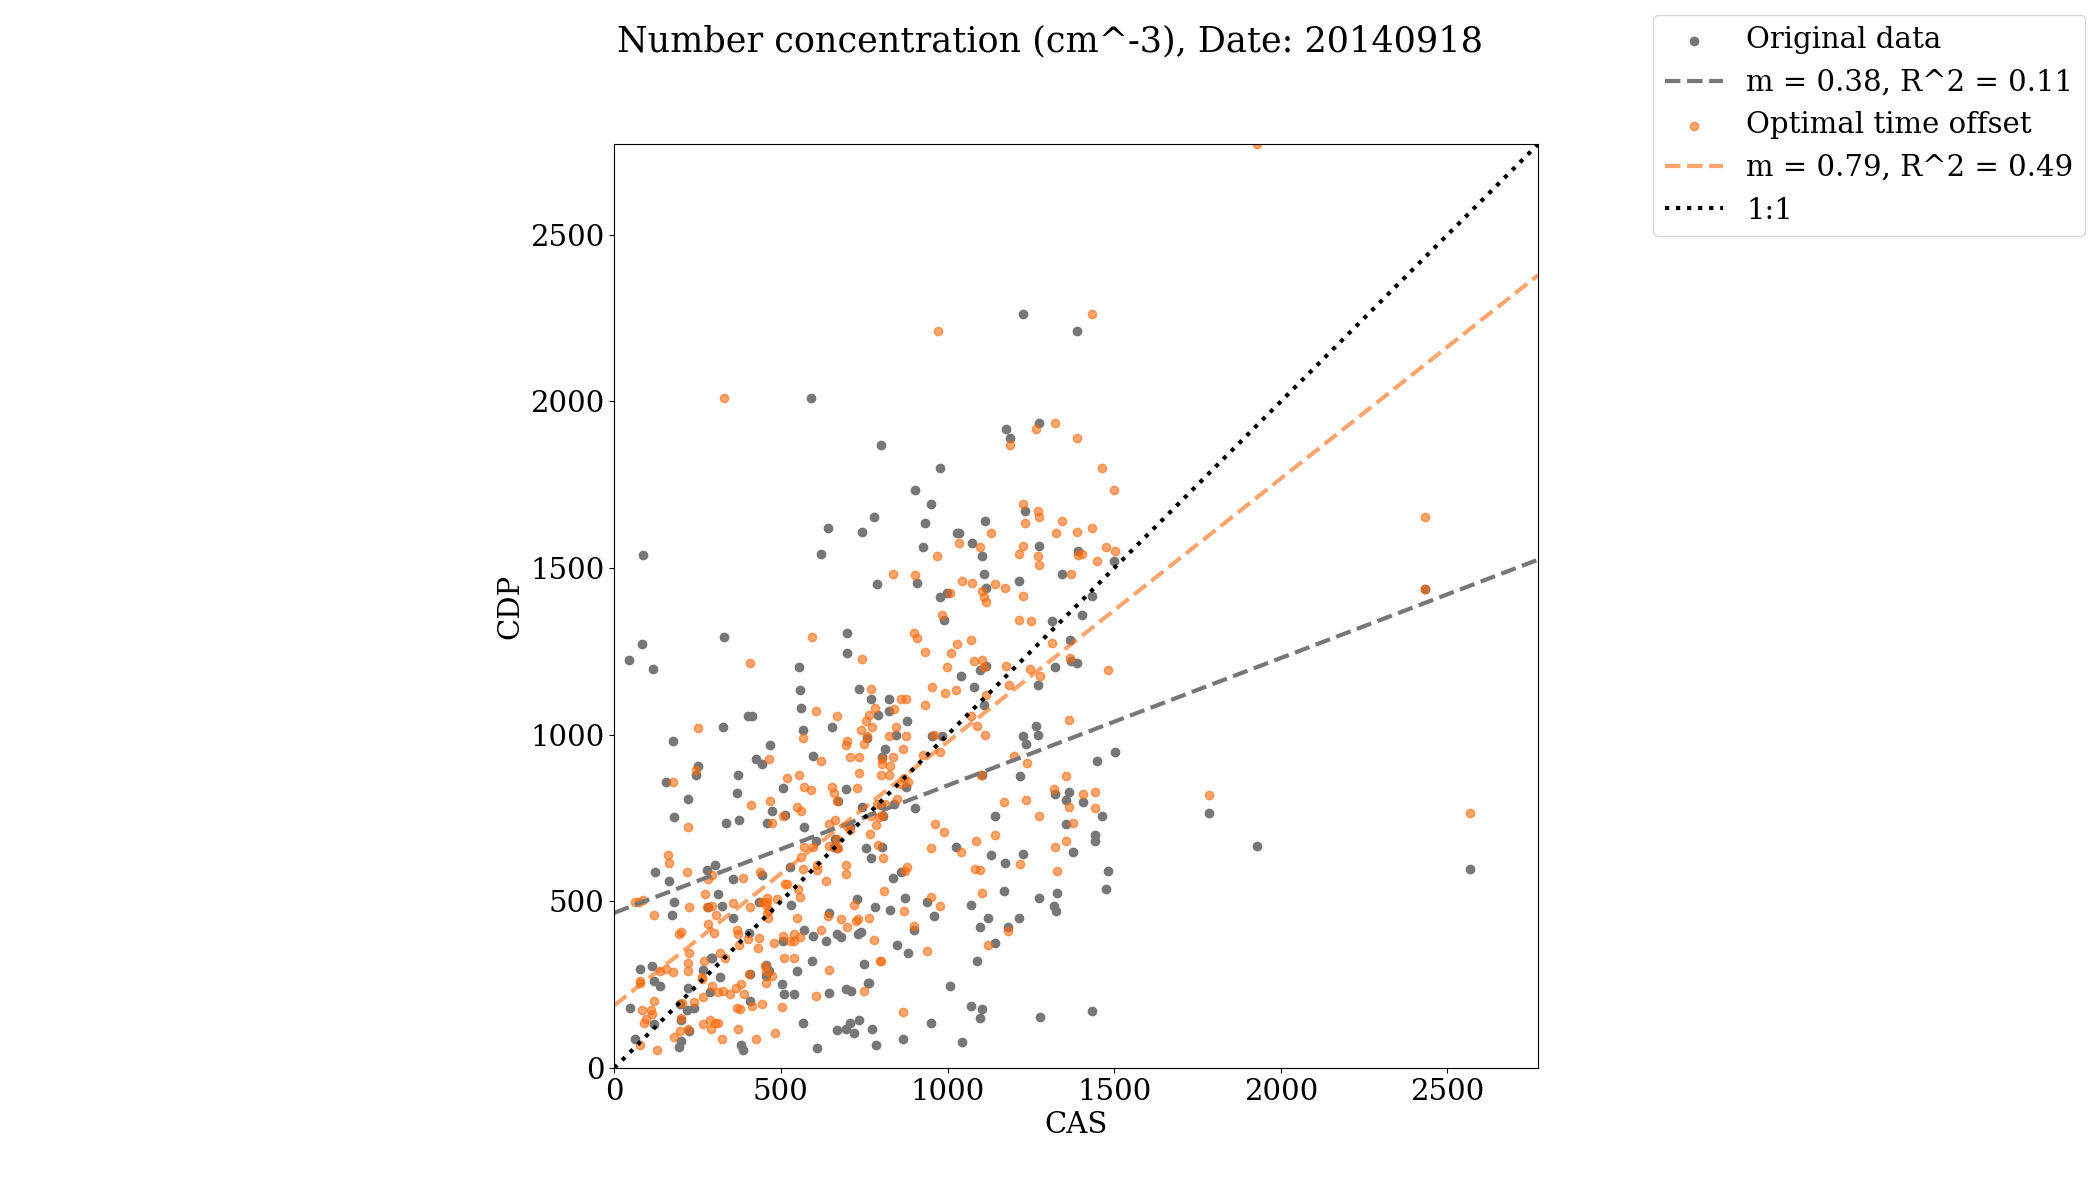 Number concentration (cm^-3), Date: 20140918
Original data
m = 0.38, R^2 = 0.11
Optimal time offset
m = 0.79, R^2 = 0.49
1:1
2500
2000
1500
1000
500
0
CDP
0 500 1000 1500 2000 2500
CAS